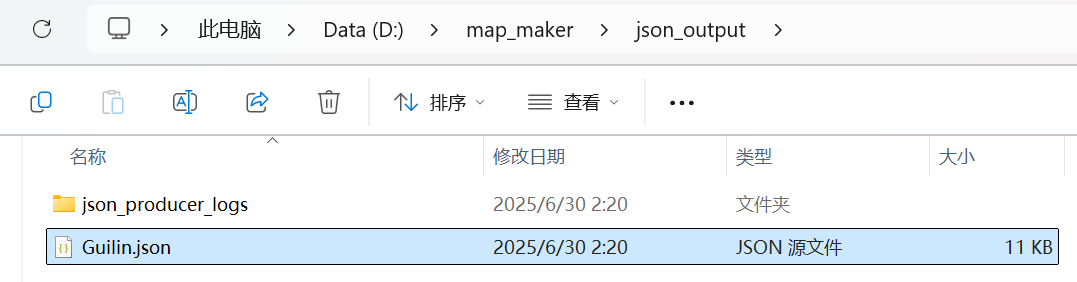 此电脑 Data (D:) map_maker json_output
排序 查看
名称 修改日期 类型 大小
json_producer_logs 2025/6/30 2:20 文件夹
Guilin.json 2025/6/30 2:20 JSON 源文件 11 KB